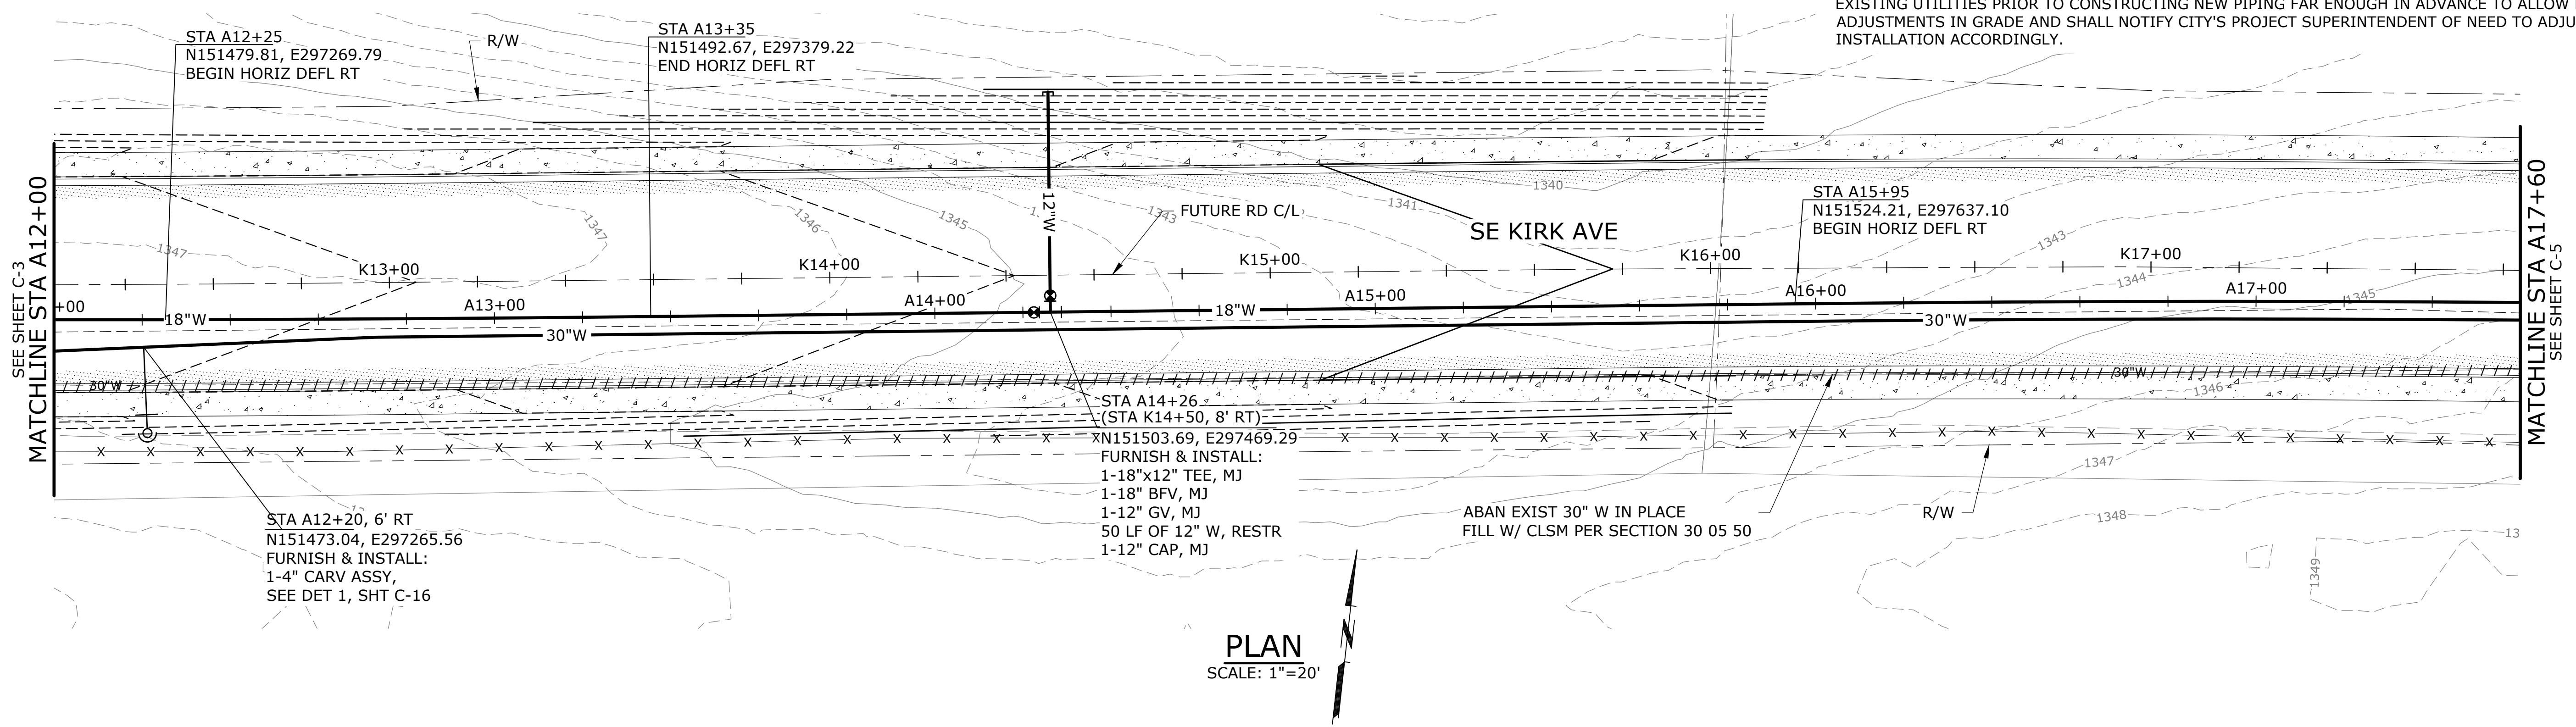 EXISTING UTILITIES PRIOR TO CONSTRUCTING NEW PIPING FAR ENOUGH IN ADVANCE TO ALLOW
ADJUSTMENTS IN GRADE AND SHALL NOTIFY CITY'S PROJECT SUPERINTENDENT OF NEED TO ADJU
INSTALLATION ACCORDINGLY.
STA A12+25
N151479.81, E297269.79
BEGIN HORIZ DEFL RT
R/W
STA A13+35
N151492.67, E297379.22
END HORIZ DEFL RT
STA A15+95
N151524.21, E297637.10
BEGIN HORIZ DEFL RT
SEE SHEET C-3
MATCHLINE STA A12+00
MATCHLINE STA A17+60
SEE SHEET C-5
12"W
FUTURE RD C/L
SE KIRK AVE
1347
1347
1346
1345
1343
1341
1340
1343
1344
1345
1346
1347
1348
1349
13
K13+00
K14+00
K15+00
K16+00
K17+00
+00
A13+00
A14+00
A15+00
A16+00
A17+00
18"W
18"W
30"W
30"W
30"W
30"W
X X X X X X X X X X X X X X X X X X X X X X X X X X X X X X X X X X X X X X X X X X X X X X X X X
STA A14+26
(STA K14+50, 8' RT)
N151503.69, E297469.29
FURNISH & INSTALL:
1-18"x12" TEE, MJ
1-18" BFV, MJ
1-12" GV, MJ
50 LF OF 12" W, RESTR
1-12" CAP, MJ
STA A12+20, 6' RT
N151473.04, E297265.56
FURNISH & INSTALL:
1-4" CARV ASSY,
SEE DET 1, SHT C-16
ABAN EXIST 30" W IN PLACE
FILL W/ CLSM PER SECTION 30 05 50
R/W
N
PLAN
SCALE: 1"=20'